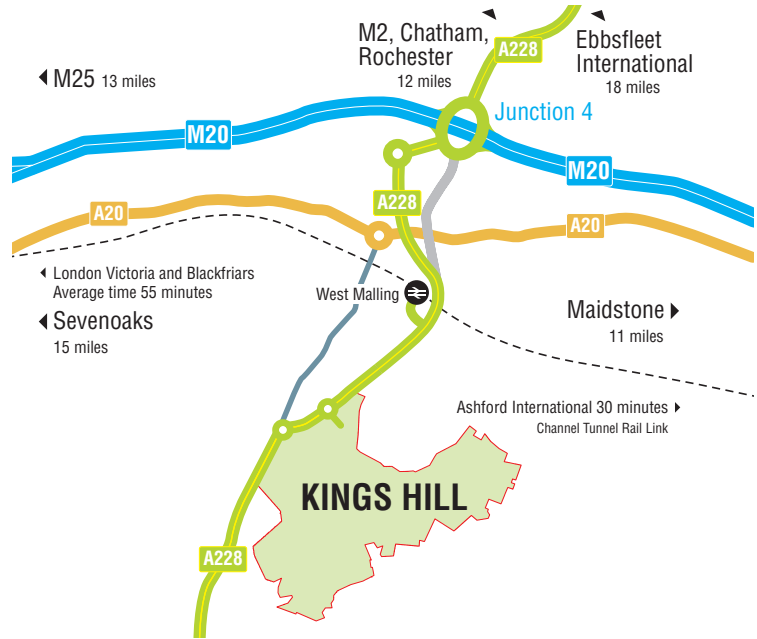 M2, Chatham,
Rochester
12 miles
A228
Ebbsfleet
International
18 miles
M25 13 miles
Junction 4
M20
M20
A228
A20
A20
London Victoria and Blackfriars
Average time 55 minutes
West Malling
Sevenoaks
15 miles
Maidstone
11 miles
Ashford International 30 minutes
Channel Tunnel Rail Link
KINGS HILL
A228